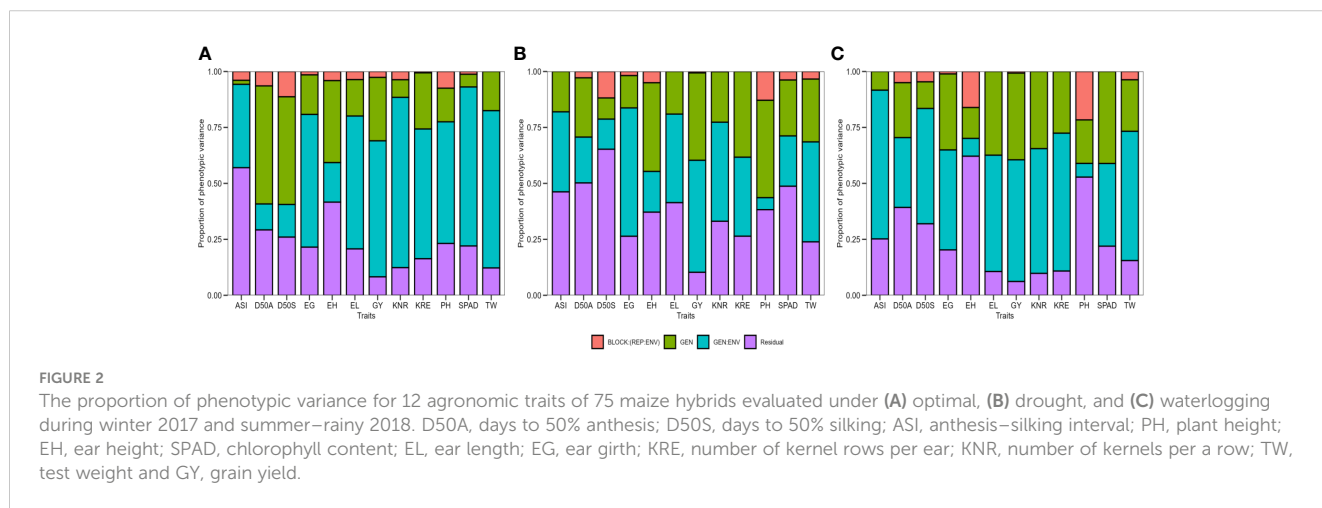 A
B
C
1.00
0.75
0.50
0.25
0.00
Proportion of phenotypic variance
ASI D50A D50S EG EH EL GY KNR KRE PH SPAD TW
Traits
1.00
0.75
0.50
0.25
0.00
Proportion of phenotypic variance
ASI D50A D50S EG EH EL GY KNR KRE PH SPAD TW
Traits
1.00
0.75
0.50
0.25
0.00
Proportion of phenotypic variance
ASI D50A D50S EG EH EL GY KNR KRE PH SPAD TW
Traits
BLOCK:(REP:ENV) GEN GEN:ENV Residual
FIGURE 2
The proportion of phenotypic variance for 12 agronomic traits of 75 maize hybrids evaluated under (A) optimal, (B) drought, and (C) waterlogging
during winter 2017 and summer–rainy 2018. D50A, days to 50% anthesis; D50S, days to 50% silking; ASI, anthesis–silking interval; PH, plant height;
EH, ear height; SPAD, chlorophyll content; EL, ear length; EG, ear girth; KRE, number of kernel rows per ear; KNR, number of kernels per a row; TW,
test weight and GY, grain yield.